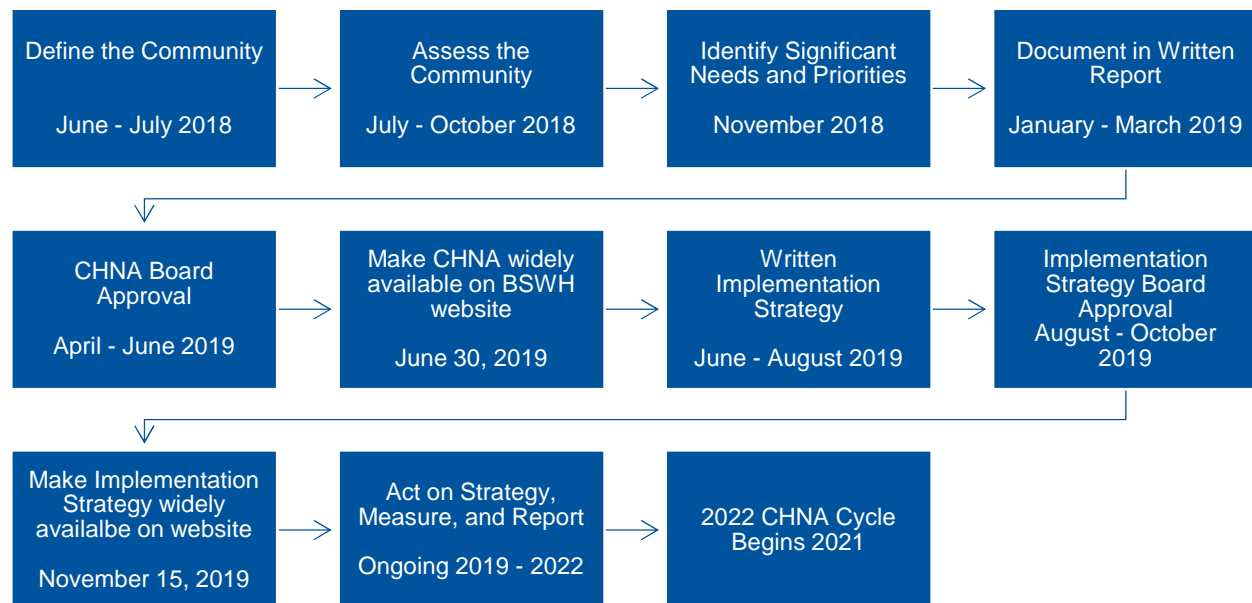 Define the Community
June - July 2018
Assess the
Community
July - October 2018
Identify Significant
Needs and Priorities
November 2018
Document in Written
Report
January - March 2019
CHNA Board
Approval
April - June 2019
Make CHNA widely
available on BSWH
website
June 30, 2019
Written
Implementation
Strategy
June - August 2019
Implementation
Strategy Board
Approval
August - October
2019
Make Implementation
Strategy widely
availalbe on website
November 15, 2019
Act on Strategy,
Measure, and Report
Ongoing 2019 - 2022
2022 CHNA Cycle
Begins 2021